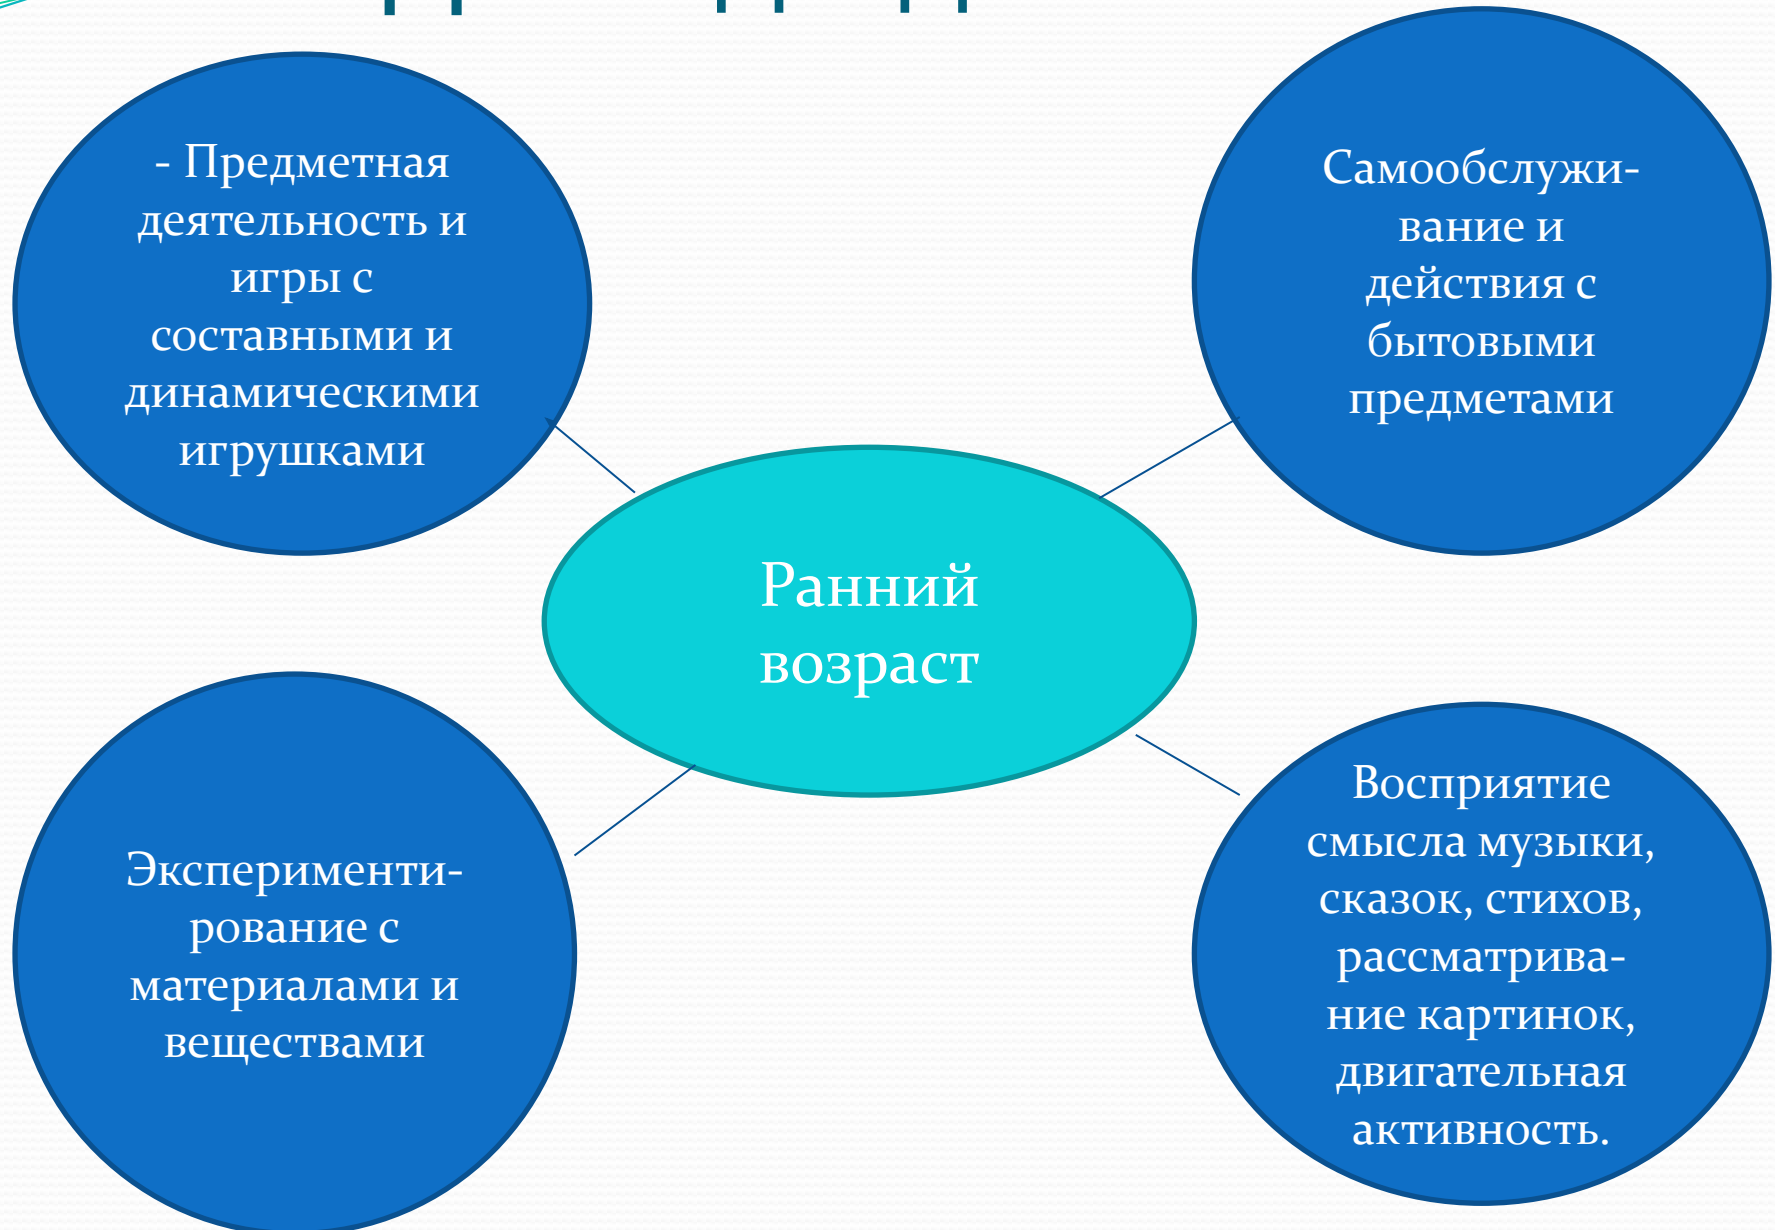 - Предметная
деятельность и
игры с
составными и
динамическими
игрушками
Самообслужи-
вание и
действия с
бытовыми
предметами
Ранний
возраст
Эксперименти-
рование с
материалами и
веществами
Восприятие
смысла музыки,
сказок, стихов,
рассматрива-
ние картинок,
двигательная
активность.